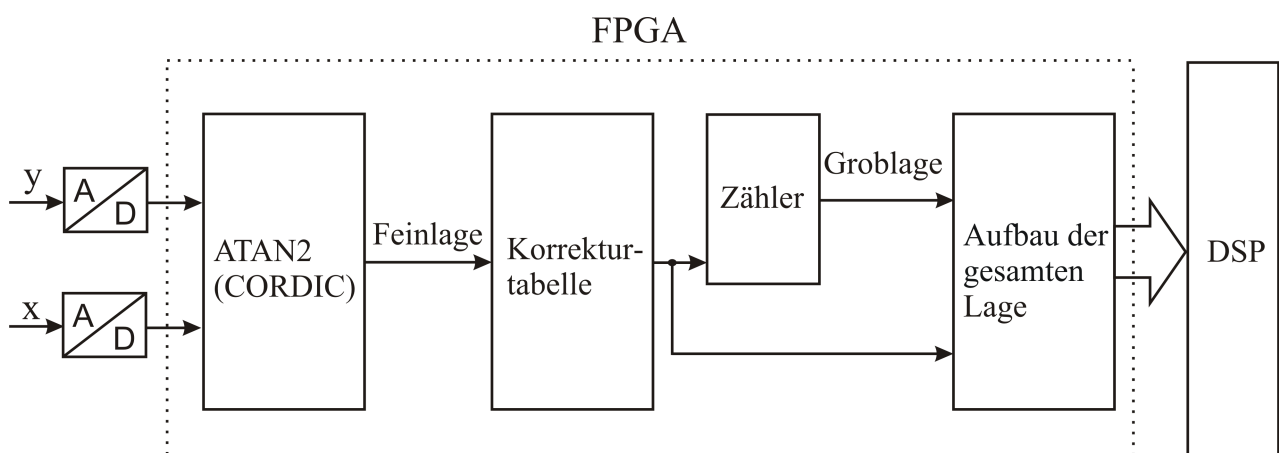 FPGA
y
A
D
x
A
D
ATAN2
(CORDIC)
Feinlage
Korrektur-
tabelle
Zähler
Groblage
Aufbau der
gesamten
Lage
DSP